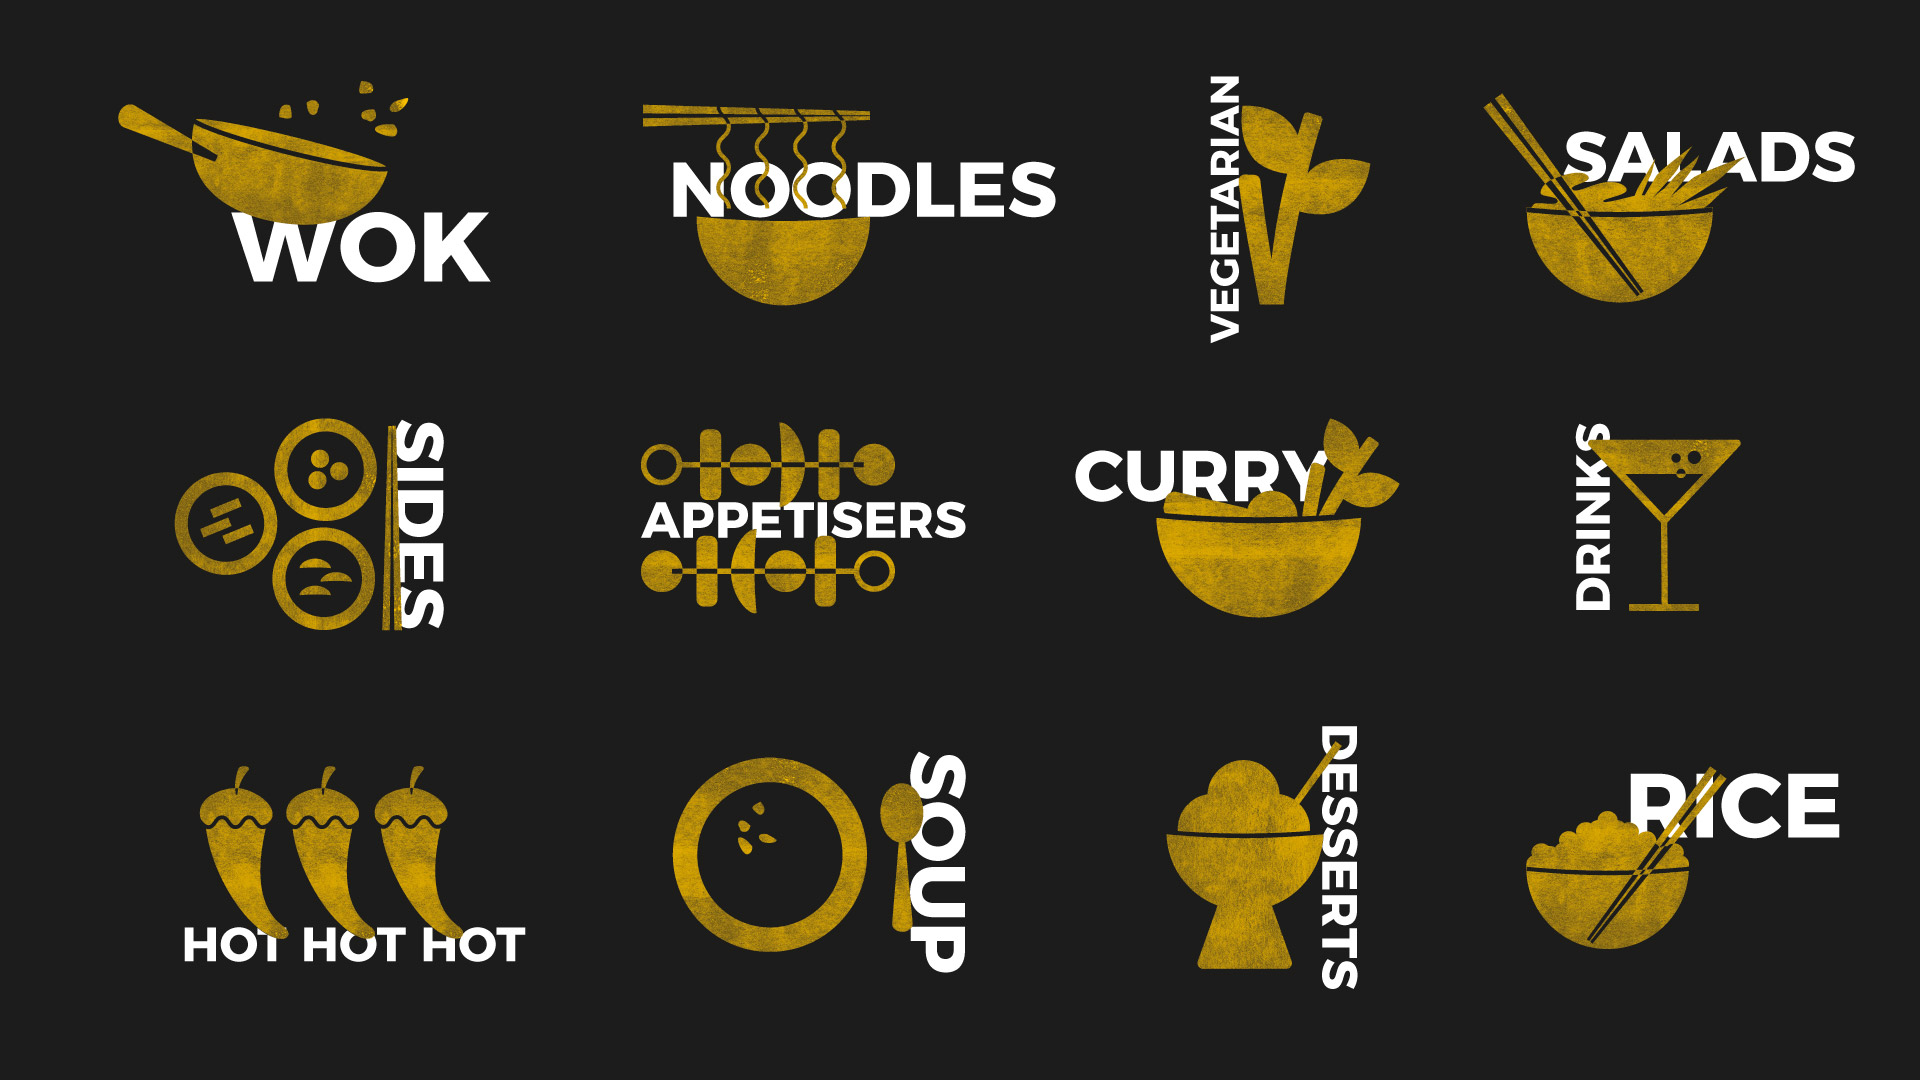 WOK
NOODLES
VEGETARIAN
SALADS
SIDES
APPETISERS
CURRY
DRINKS
HOT HOT HOT
SOUP
DESSERTS
RICE